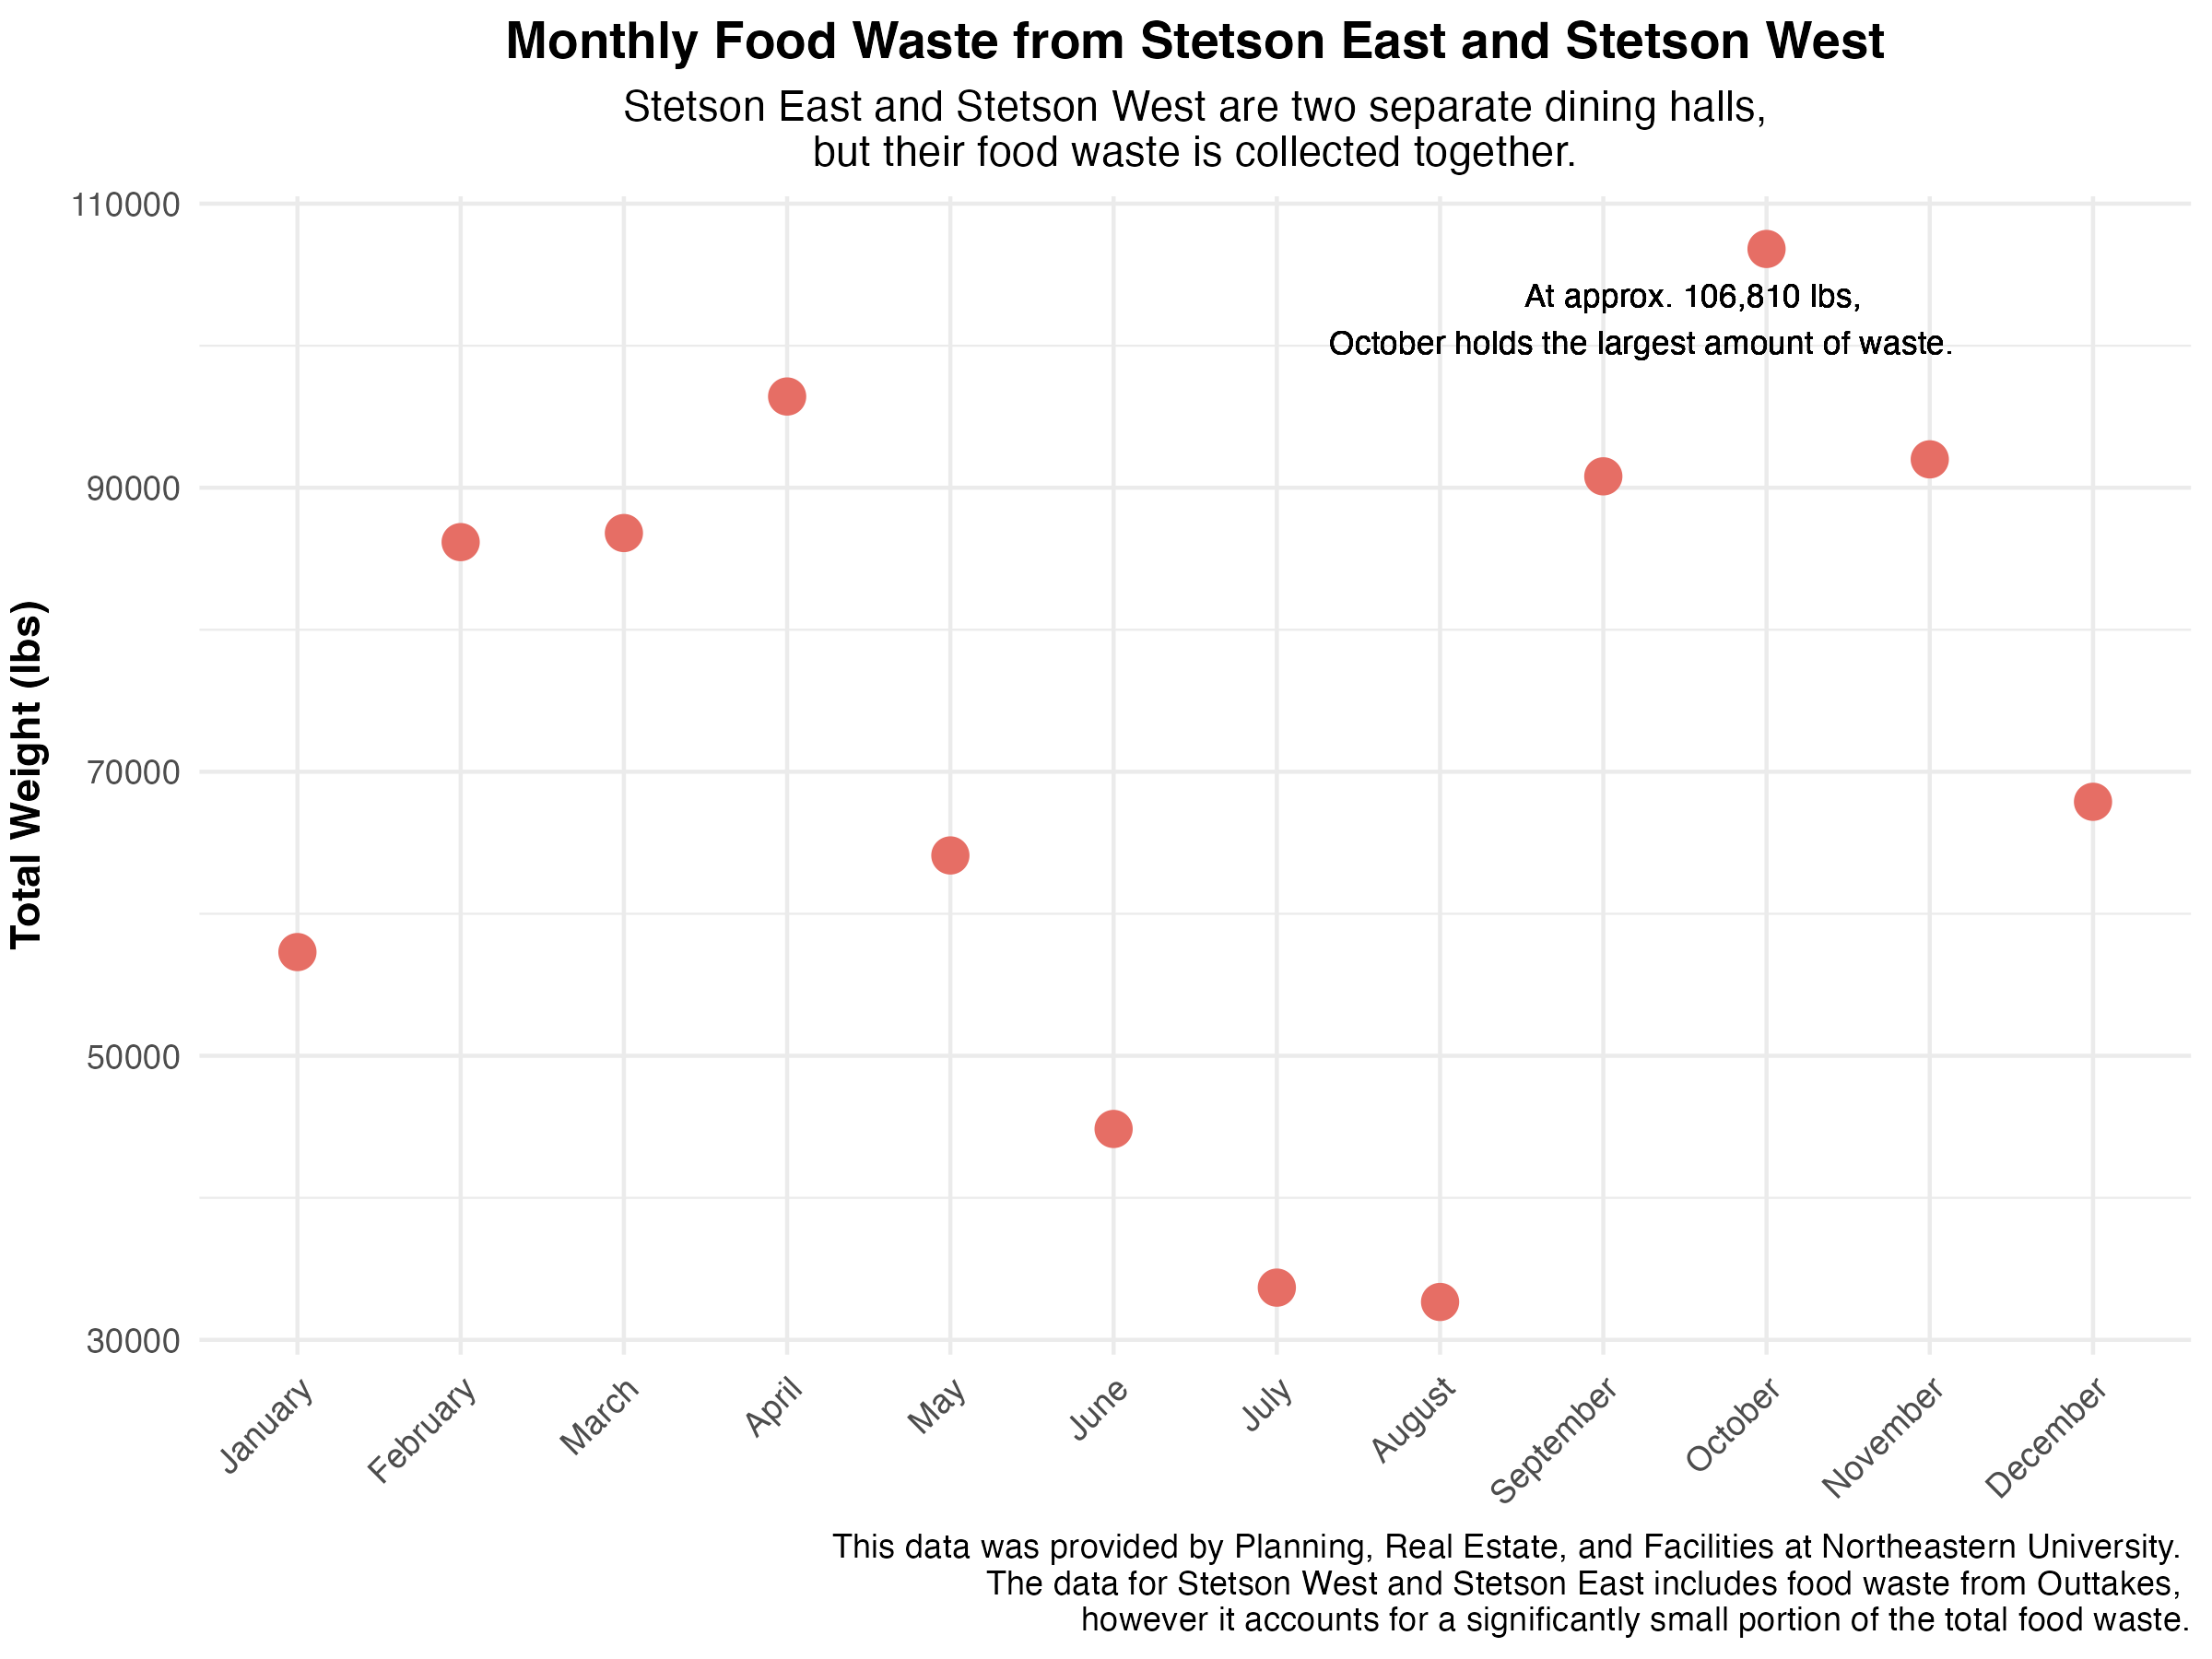 Monthly Food Waste from Stetson East and Stetson West
Stetson East and Stetson West are two separate dining halls,
but their food waste is collected together.
Total Weight (lbs)
110000
90000
70000
50000
30000
At approx. 106,810 lbs,
October holds the largest amount of waste.
January
February
March
April
May
June
July
August
September
October
November
December
This data was provided by Planning, Real Estate, and Facilities at Northeastern University.
The data for Stetson West and Stetson East includes food waste from Outtakes,
however it accounts for a significantly small portion of the total food waste.